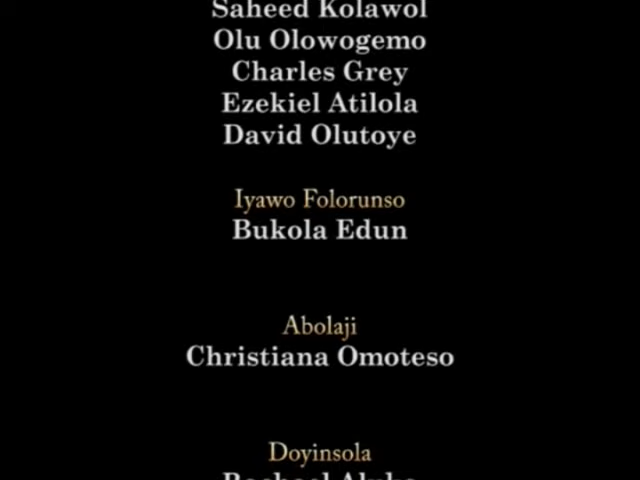 Saheed Kolawol
Olu Olowogemo
Charles Grey
Ezekiel Atilola
David Olutoye
Iyawo Folorunso
Bukola Edun
Abolaji
Christiana Omoteso
Doyinsola